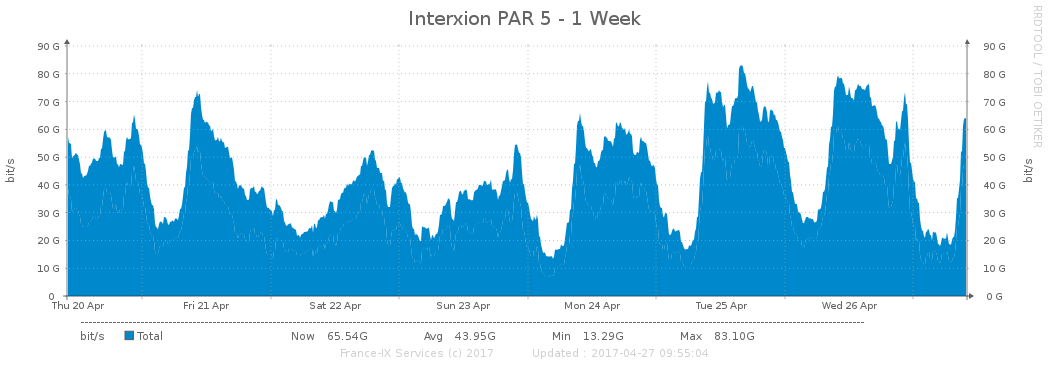 Interxion PAR 5 - 1 Week
RRDTOOL / TOBI OETIKER
90 G 90 G
80 G 80 G
70 G 70 G
60 G 60 G
50 G 50 G
40 G 40 G
30 G 30 G
20 G 20 G
10 G 10 G
0 0 G
bit/s
bit/s
Thu 20 Apr Fri 21 Apr Sat 22 Apr Sun 23 Apr Mon 24 Apr Tue 25 Apr Wed 26 Apr
bit/s Total Now 65.54G Avg 43.95G Min 13.29G Max 83.10G
France-IX Services (c) 2017 Updated : 2017-04-27 09:55:04